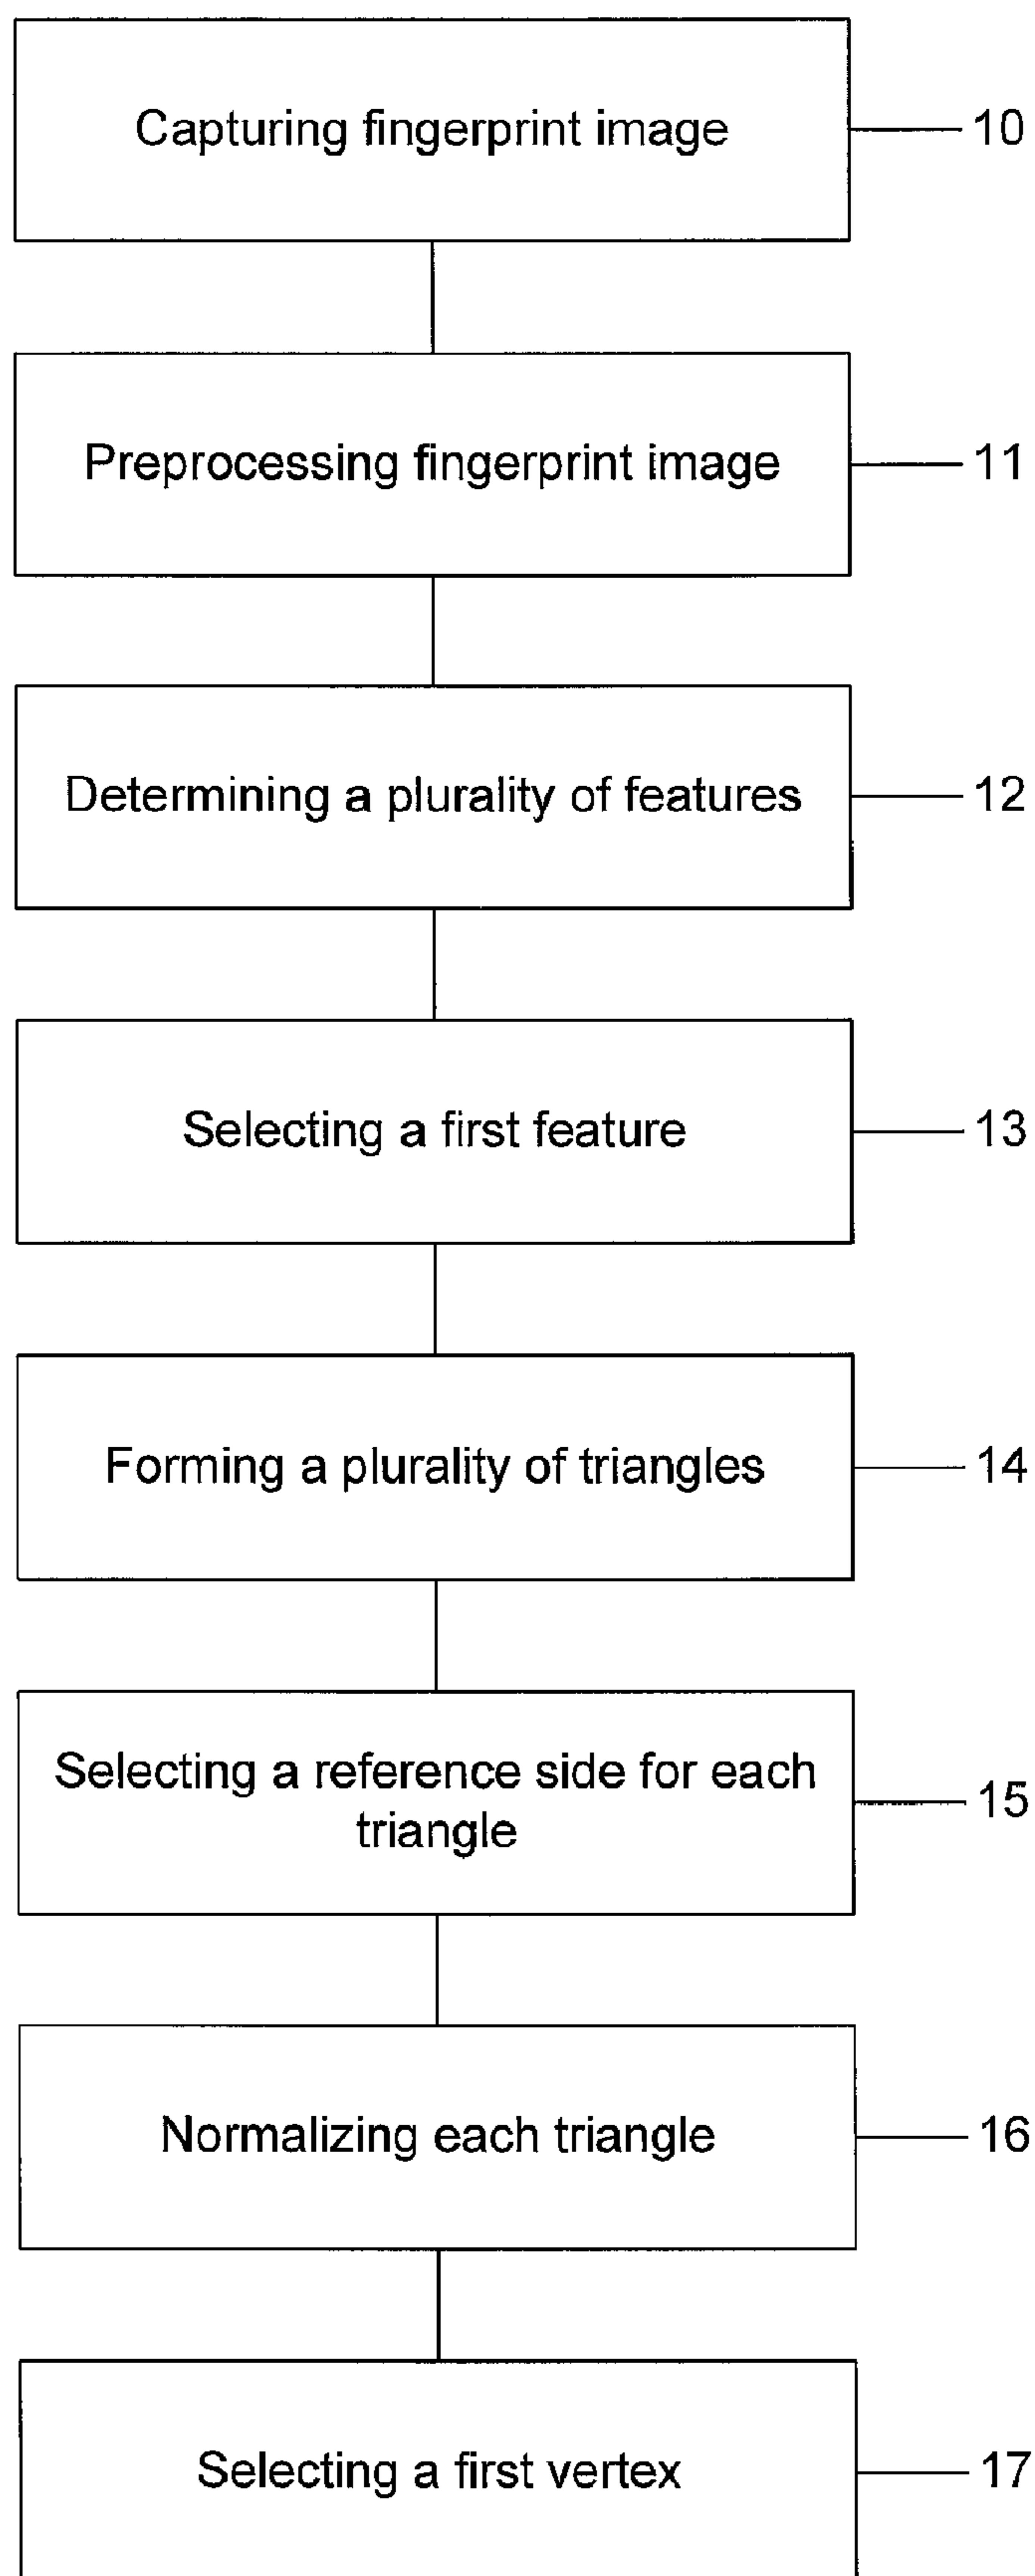 Capturing fingerprint image
10
Preprocessing fingerprint image
11
Determining a plurality of features
12
Selecting a first feature
13
Forming a plurality of triangles
14
Selecting a reference side for each
triangle
15
Normalizing each triangle
16
Selecting a first vertex
17